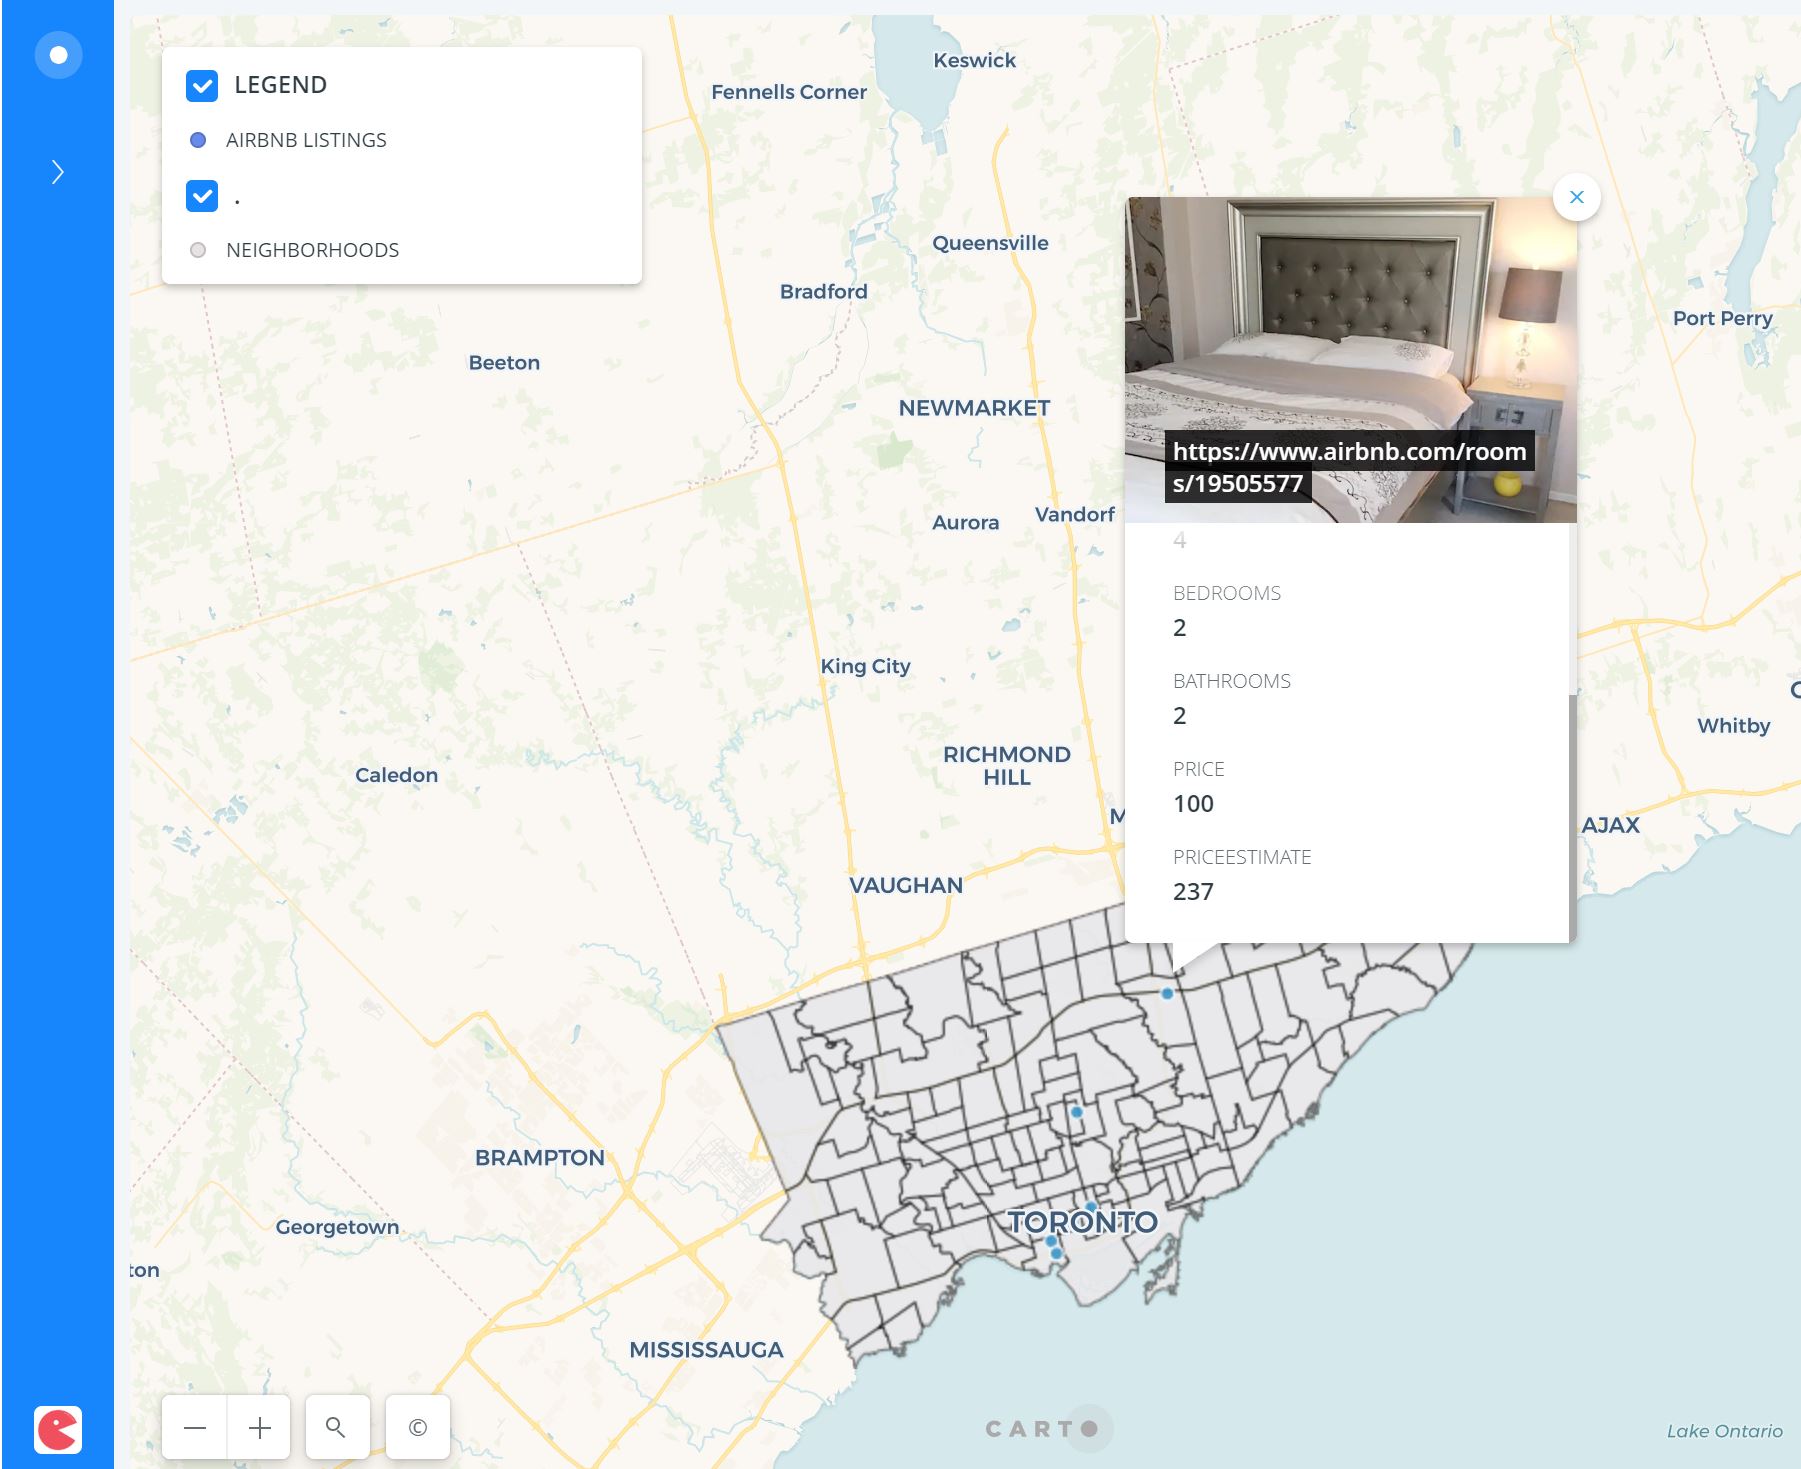 LEGEND
AIRBNB LISTINGS
.
NEIGHBORHOODS
Keswick
Fennells Corner
Queensville
Bradford
Port Perry
Beeton
NEWMARKET
Aurora
Vandorf
King City
Caledon
RICHMOND
HILL
M
VAUGHAN
Whitby
AJAX
https://www.airbnb.com/room
s/19505577
4
BEDROOMS
2
BATHROOMS
2
PRICE
100
PRICEESTIMATE
237
BRAMPTON
Georgetown
TORONTO
ton
MISSISSAUGA
©
CARTO
Lake Ontario